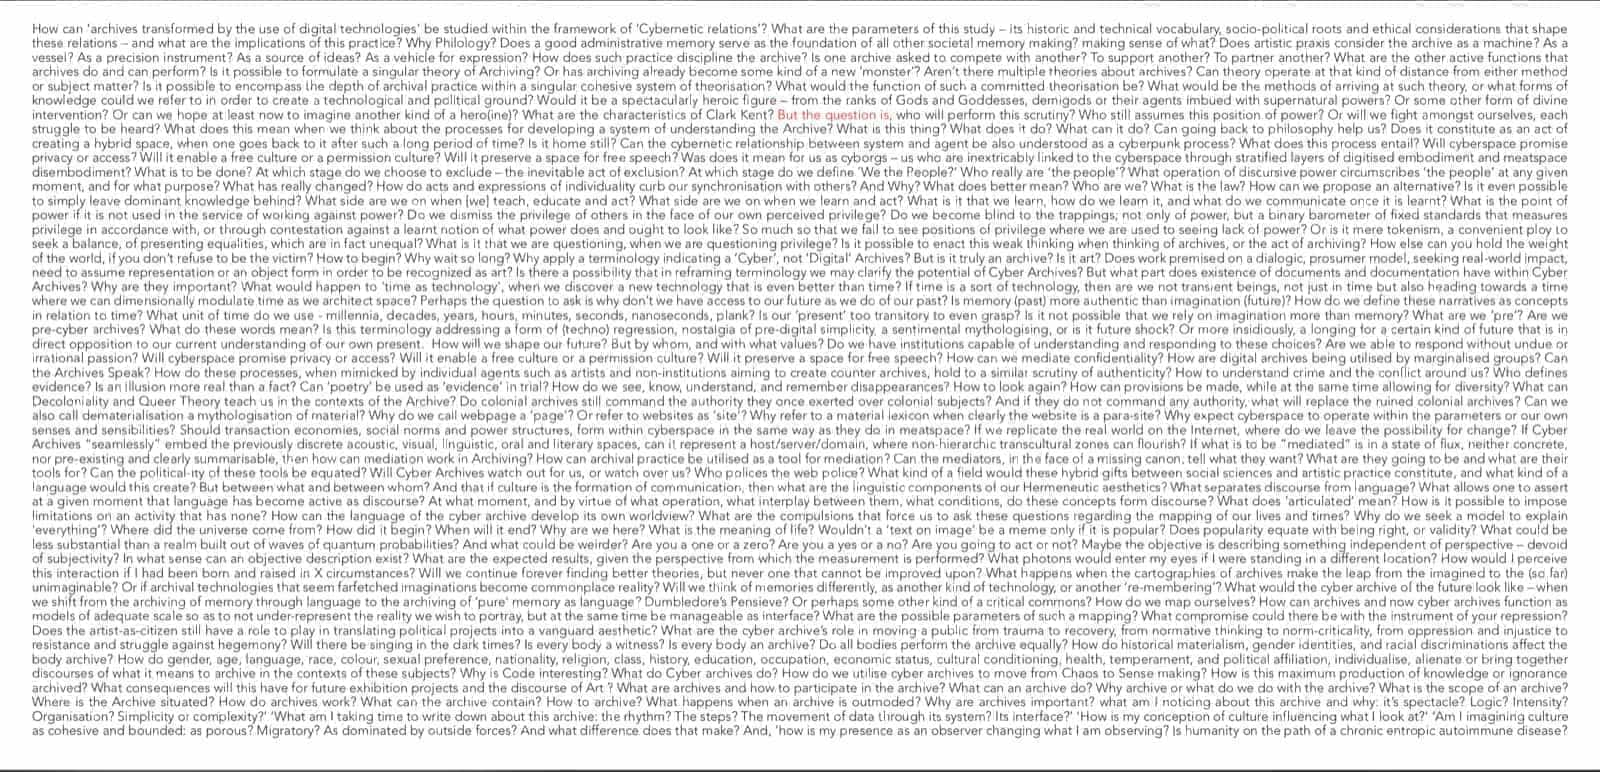 How can 'archives transformed by the use of digital technologies' be studied within the framework of 'Cybernetic relations'? What are the parameters of this study – its historic and technical vocabulary, socio-political roots and ethical considerations that shape
these relations – and what are the implications of this practice? Why Philology? Does a good administrative memory serve as the foundation of all other societal memory making? making sense of what? Does artistic praxis consider the archive as a machine? As a
vessel? As a precision instrument? As a source of ideas? As a vehicle for expression? How does such practice discipline the archive? Is one archive asked to compete with another? To support another? To partner another? What are the other active functions that
archives do and can perform? Is it possible to formulate a singular theory of Archiving? Or has archiving already become some kind of a new 'monster'? Aren't there multiple theories about archives? Can theory operate at that kind of distance from either method
or subject matter? Is it possible to encompass the depth of archival practice within a singular cohesive system of theorisation? What would the function of such a committed theorisation be? What would be the methods of arriving at such theory, or what forms of
knowledge could we refer to in order to create a technological and political ground? Would it be a spectacularly heroic figure – from the ranks of Gods and Goddesses, demigods or their agents imbued with supernatural powers? Or some other form of divine
intervention? Or can we hope at least now to imagine another kind of a hero(ine)? What are the characteristics of Clark Kent? But the question is, who will perform this scrutiny? Who still assumes this position of power? Or will we fight amongst ourselves, each
struggle to be heard? What does this mean when we think about the processes for developing a system of understanding the Archive? What is this thing? What does it do? What can it do? Can going back to philosophy help us? Does it constitute as an act of
creating a hybrid space, when one goes back to it after such a long period of time? Is it home still? Can the cybernetic relationship between system and agent be also understood as a cyberpunk process? What does this process entail? Will cyberspace promise
privacy or access? Will it enable a free culture or a permission culture? Will it preserve a space for free speech? Was does it mean for us as cyborgs – us who are inextricably linked to the cyberspace through stratified layers of digitised embodiment and meatspace
disembodiment? What is to be done? At which stage do we choose to exclude – the inevitable act of exclusion? At which stage do we define 'We the People?' Who really are 'the people'? What operation of discursive power circumscribes 'the people' at any given
moment, and for what purpose? What has really changed? How do acts and expressions of individuality curb our synchronisation with others? And Why? What does better mean? Who are we? What is the law? How can we propose an alternative? Is it even possible
to simply leave dominant knowledge behind? What side are we on when [we] teach, educate and act? What side are we on when we learn and act? What is it that we learn, how do we learn it, and what do we communicate once it is learnt? What is the point of
power if it is not used in the service of working against power? Do we dismiss the privilege of others in the face of our own perceived privilege? Do we become blind to the trappings; not only of power, but a binary barometer of fixed standards that measures
privilege in accordance with, or through contestation against a learnt notion of what power does and ought to look like? So much so that we fail to see positions of privilege where we are used to seeing lack of power? Or is it mere tokenism, a convenient ploy to
seek a balance, of presenting equalities, which are in fact unequal? What is it that we are questioning, when we are questioning privilege? Is it possible to enact this weak thinking when thinking of archives, or the act of archiving? How else can you hold the weight
of the world, if you don't refuse to be the victim? How to begin? Why wait so long? Why apply a terminology indicating a 'Cyber', not 'Digital' Archives? But is it truly an archive? Is it art? Does work premised on a dialogic, prosumer model, seeking real-world impact,
need to assume representation or an object form in order to be recognized as art? Is there a possibility that in reframing terminology we may clarify the potential of Cyber Archives? But what part does existence of documents and documentation have within Cyber
Archives? Why are they important? What would happen to 'time as technology', when we discover a new technology that is even better than time? If time is a sort of technology, then are we not transient beings, not just in time but also heading towards a time
where we can dimensionally modulate time as we architect space? Perhaps the question to ask is why don't we have access to our future as we do of our past? Is memory (past) more authentic than imagination (future)? How do we define these narratives as concepts
in relation to time? What unit of time do we use - millennia, decades, years, hours, minutes, seconds, nanoseconds, plank? Is our 'present' too transitory to even grasp? Is it not possible that we rely on imagination more than memory? What are we 'pre'? Are we
pre-cyber archives? What do these words mean? Is this terminology addressing a form of (techno) regression, nostalgia of pre-digital simplicity, a sentimental mythologising, or is it future shock? Or more insidiously, a longing for a certain kind of future that is in
direct opposition to our current understanding of our own present. How will we shape our future? But by whom, and with what values? Do we have institutions capable of understanding and responding to these choices? Are we able to respond without undue or
irrational passion? Will cyberspace promise privacy or access? Will it enable a free culture or a permission culture? Will it preserve a space for free speech? How can we mediate confidentiality? How are digital archives being utilised by marginalised groups? Can
the Archives Speak? How do these processes, when mimicked by individual agents such as artists and non-institutions aiming to create counter archives, hold to a similar scrutiny of authenticity? How to understand crime and the conflict around us? Who defines
evidence? Is an illusion more real than a fact? Can 'poetry' be used as 'evidence' in trial? How do we see, know, understand, and remember disappearances? How to look again? How can provisions be made, while at the same time allowing for diversity? What can
Decoloniality and Queer Theory teach us in the contexts of the Archive? Do colonial archives still command the authority they once exerted over colonial subjects? And if they do not command any authority, what will replace the ruined colonial archives? Can we
also call dematerialisation a mythologisation of material? Why do we call webpage a 'page'? Or refer to websites as 'site'? Why refer to a material lexicon when clearly the website is a para-site? Why expect cyberspace to operate within the parameters or our own
senses and sensibilities? Should transaction economies, social norms and power structures, form within cyberspace in the same way as they do in meatspace? If we replicate the real world on the Internet, where do we leave the possibility for change? If Cyber
Archives "seamlessly" embed the previously discrete acoustic, visual, linguistic, oral and literary spaces, can it represent a host/server/domain, where non-hierarchic transcultural zones can flourish? If what is to be "mediated" is in a state of flux, neither concrete,
nor pre-existing and clearly summarisable, then how can mediation work in Archiving? How can archival practice be utilised as a tool for mediation? Can the mediators, in the face of a missing canon, tell what they want? What are they going to be and what are their
tools for? Can the political-ity of these tools be equated? Will Cyber Archives watch out for us, or watch over us? Who polices the web police? What kind of a field would these hybrid gifts between social sciences and artistic practice constitute, and what kind of a
language would this create? But between what and between whom? And that if culture is the formation of communication, then what are the linguistic components of our Hermeneutic aesthetics? What separates discourse from language? What allows one to assert
at a given moment that language has become active as discourse? At what moment, and by virtue of what operation, what interplay between them, what conditions, do these concepts form discourse? What does 'articulated' mean? How is it possible to impose
limitations on an activity that has none? How can the language of the cyber archive develop its own worldview? What are the compulsions that force us to ask these questions regarding the mapping of our lives and times? Why do we seek a model to explain
'everything'? Where did the universe come from? How did it begin? When will it end? Why are we here? What is the meaning of life? Wouldn't a 'text on image' be a meme only if it is popular? Does popularity equate with being right, or validity? What could be
less substantial than a realm built out of waves of quantum probabilities? And what could be weirder? Are you a one or a zero? Are you a yes or a no? Are you going to act or not? Maybe the objective is describing something independent of perspective – devoid
of subjectivity? In what sense can an objective description exist? What are the expected results, given the perspective from which the measurement is performed? What photons would enter my eyes if I were standing in a different location? How would I perceive
this interaction if I had been born and raised in X circumstances? Will we continue forever finding better theories, but never one that cannot be improved upon? What happens when the cartographies of archives make the leap from the imagined to the (so far)
unimaginable? Or if archival technologies that seem farfetched imaginations become commonplace reality? Will we think of memories differently, as another kind of technology, or another 're-membering'? What would the cyber archive of the future look like –when
we shift from the archiving of memory through language to the archiving of 'pure' memory as language? Dumbledore's Pensieve? Or perhaps some other kind of a critical commons? How do we map ourselves? How can archives and now cyber archives function as
models of adequate scale so as to not under-represent the reality we wish to portray, but at the same time be manageable as interface? What are the possible parameters of such a mapping? What compromise could there be with the instrument of your repression?
Does the artist-as-citizen still have a role to play in translating political projects into a vanguard aesthetic? What are the cyber archive's role in moving a public from trauma to recovery, from normative thinking to norm-criticality, from oppression and injustice to
resistance and struggle against hegemony? Will there be singing in the dark times? Is every body a witness? Is every body an archive? Do all bodies perform the archive equally? How do historical materialism, gender identities, and racial discriminations affect the
body archive? How do gender, age, language, race, colour, sexual preference, nationality, religion, class, history, education, occupation, economic status, cultural conditioning, health, temperament, and political affiliation, individualise, alienate or bring together
discourses of what it means to archive in the contexts of these subjects? Why is Code interesting? What do Cyber archives do? How do we utilise cyber archives to move from Chaos to Sense making? How is this maximum production of knowledge or ignorance
archived? What consequences will this have for future exhibition projects and the discourse of Art ? What are archives and how to participate in the archive? What can an archive do? Why archive or what do we do with the archive? What is the scope of an archive?
Where is the Archive situated? How do archives work? What can the archive contain? How to archive? What happens when an archive is outmoded? Why are archives important? what am I noticing about this archive and why: it's spectacle? Logic? Intensity?
Organisation? Simplicity or complexity?' 'What am I taking time to write down about this archive: the rhythm? The steps? The movement of data through its system? Its interface?' 'How is my conception of culture influencing what I look at?' 'Am I imagining culture
as cohesive and bounded: as porous? Migratory? As dominated by outside forces? And what difference does that make? And, 'how is my presence as an observer changing what I am observing? Is humanity on the path of a chronic entropic autoimmune disease?